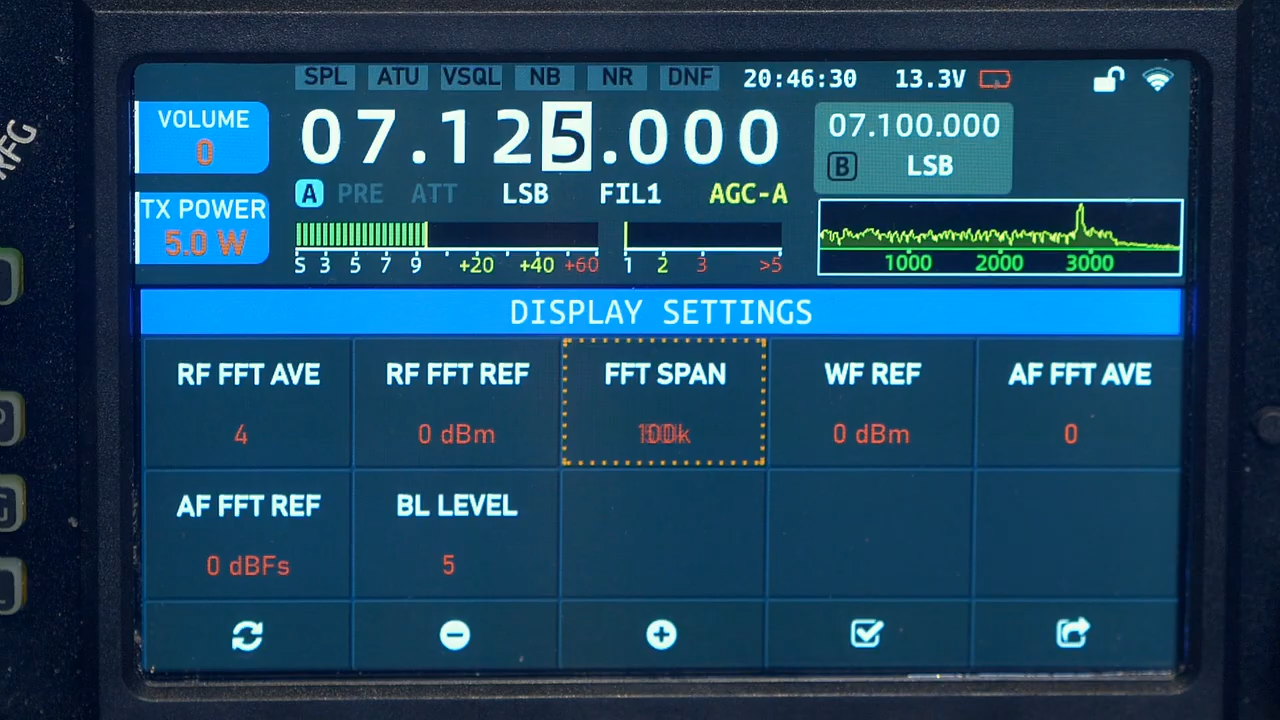 SPL ATU VSQL NB NR DNF 20:46:30 13.3V
VOLUME
0
07.125.000
07.100.000
B LSB
RFG
A PRE ATT LSB FIL1 AGC-A
TX POWER
5.0 W
S 3 5 7 9 +20 +40 +60
1 2 3 >5
1000 2000 3000
DISPLAY SETTINGS
RF FFT AVE
4
RF FFT REF
0 dBm
FFT SPAN
WF REF
0 dBm
AF FFT AVE
0
AF FFT REF
0 dBFs
BL LEVEL
5